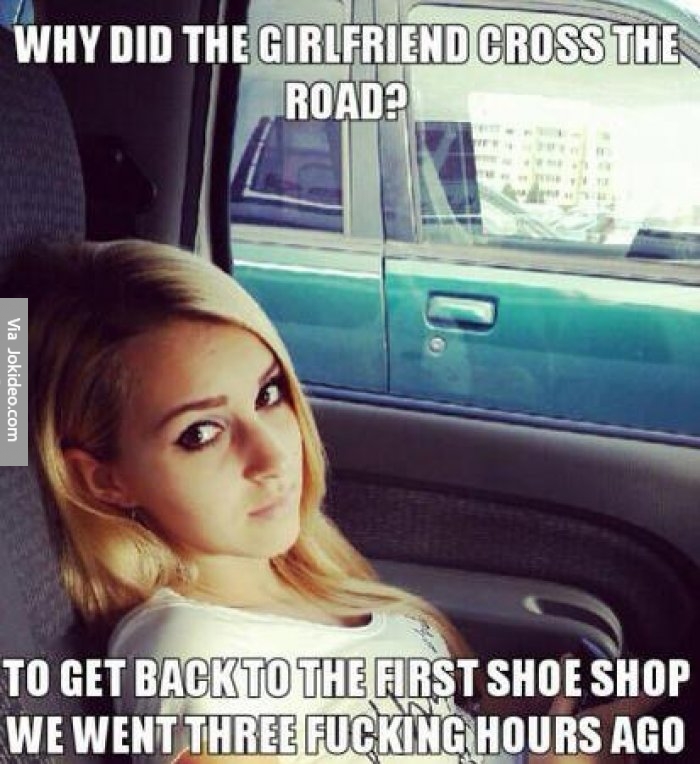 WHY DID THE GIRLFRIEND CROSS THE
ROAD?
Via Jokideo.com
TO GET BACK TO THE FIRST SHOE SHOP
WE WENT THREE FUCKING HOURS AGO